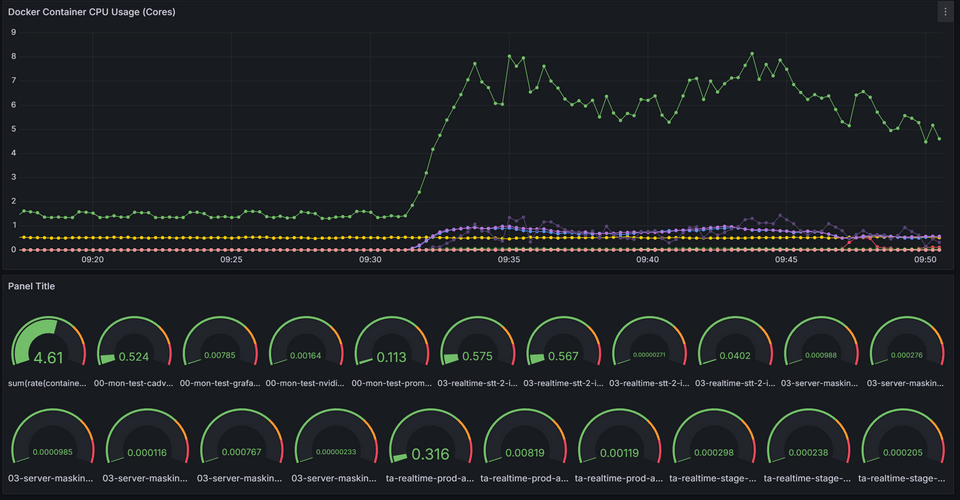 Docker Container CPU Usage (Cores)
9
8
7
6
5
4
3
2
1
0
09:20 09:25 09:30 09:35 09:40 09:45 09:50
Panel Title
4.61 0.524 0.00785 0.00164 0.113 0.575 0.567 0.00000271 0.0402 0.000988 0.000276
sum(rate(containe... 00-mon-test-cadv... 00-mon-test-grafa... 00-mon-test-nvidi... 00-mon-test-prom... 03-realtime-stt-2-i... 03-realtime-stt-2-i... 03-realtime-stt-2-i... 03-realtime-stt-2-i... 03-server-maskin... 03-server-maskin...
0.0000985 0.000116 0.000767 0.00000233 0.316 0.00819 0.00119 0.000298 0.000238 0.000205
03-server-maskin... 03-server-maskin... 03-server-maskin... 03-server-maskin... ta-realtime-prod-a... ta-realtime-prod-a... ta-realtime-prod-a... ta-realtime-stage-... ta-realtime-stage-... ta-realtime-stage-...